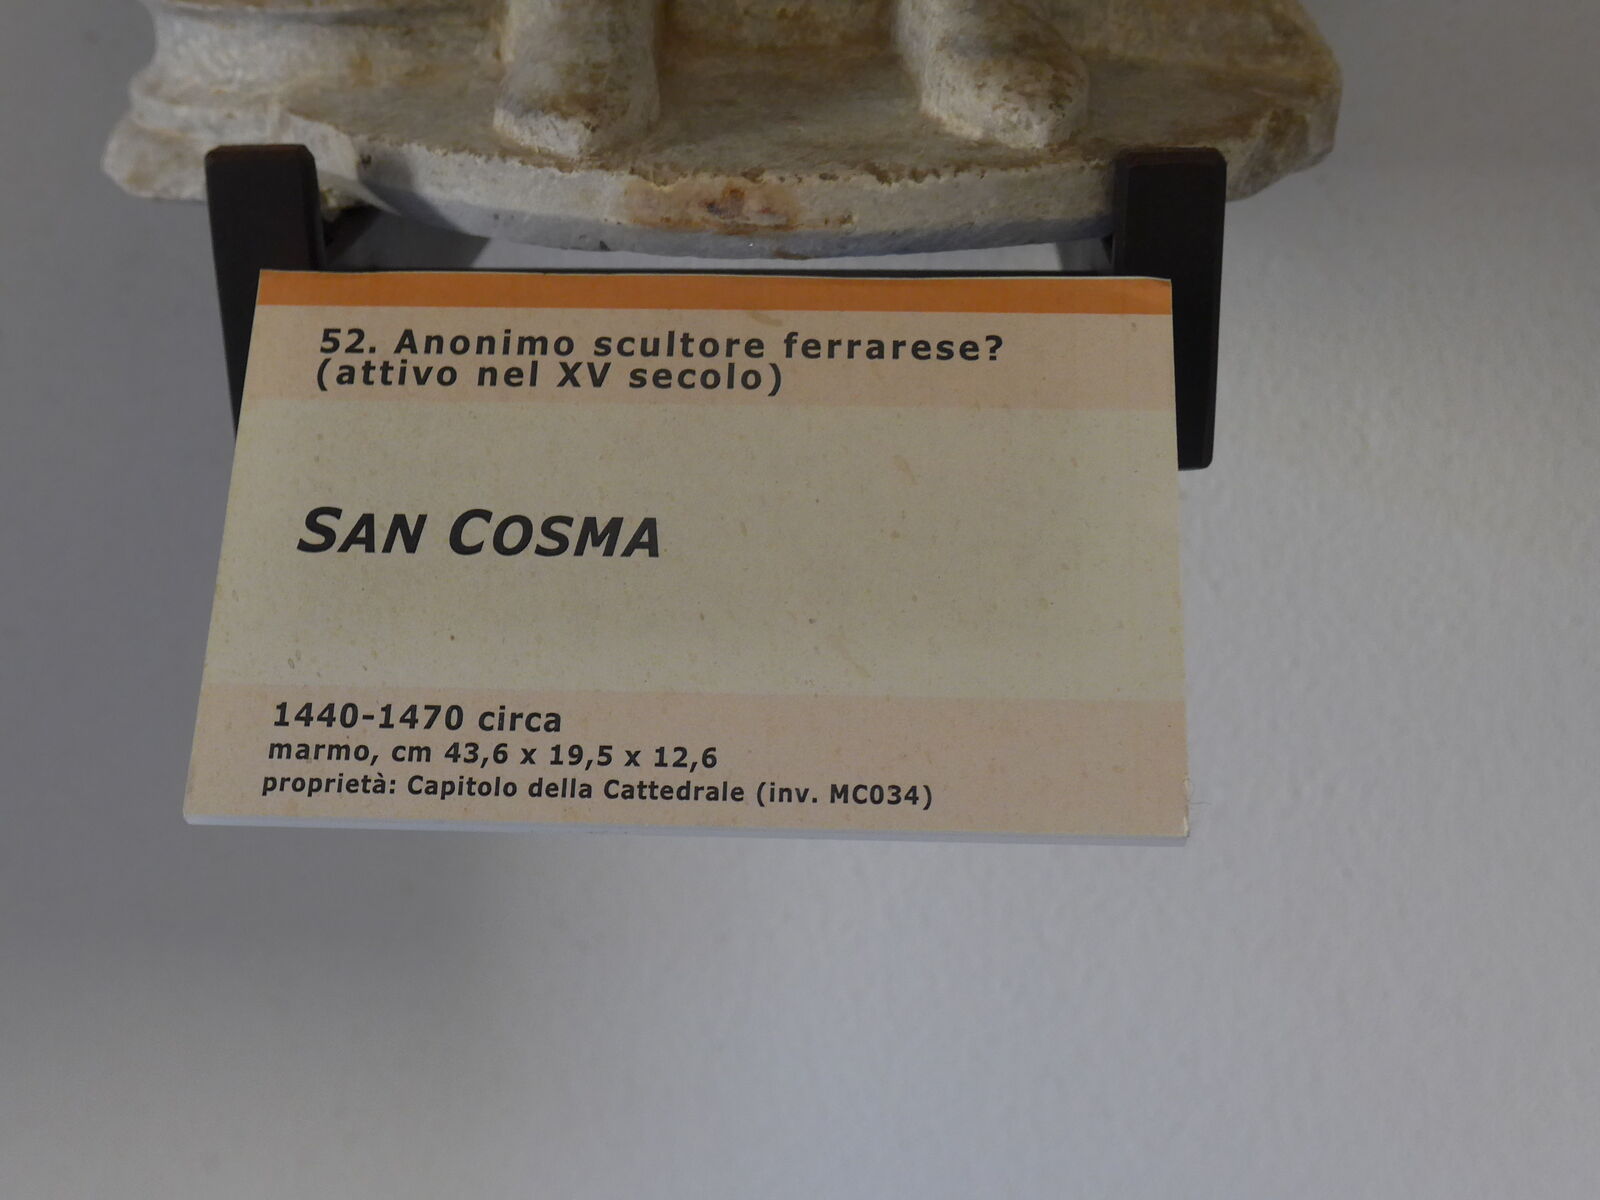 52. Anonimo scultore ferrarese?
(attivo nel XV secolo)
SAN COSMA
1440-1470 circa
marmo, cm 43,6 x 19,5 x 12,6
proprietà: Capitolo della Cattedrale (inv. MC034)